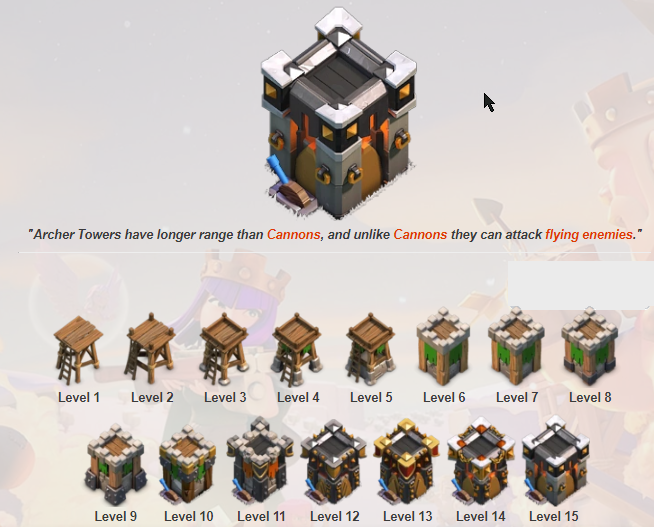 "Archer Towers have longer range than Cannons, and unlike Cannons they can attack flying enemies."
Level 1 Level 2 Level 3 Level 4 Level 5 Level 6 Level 7 Level 8
Level 9 Level 10 Level 11 Level 12 Level 13 Level 14 Level 15